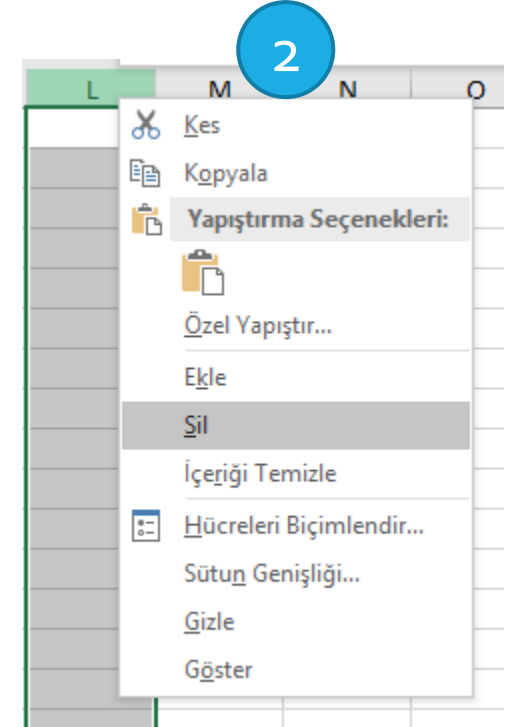 2
L M N O
Kes
Kopyala
Yapıştırma Seçenekleri:
Özel Yapıştır...
Ekle
Sil
İçeriği Temizle
Hücreleri Biçimlendir...
Sütun Genişliği...
Gizle
Göster